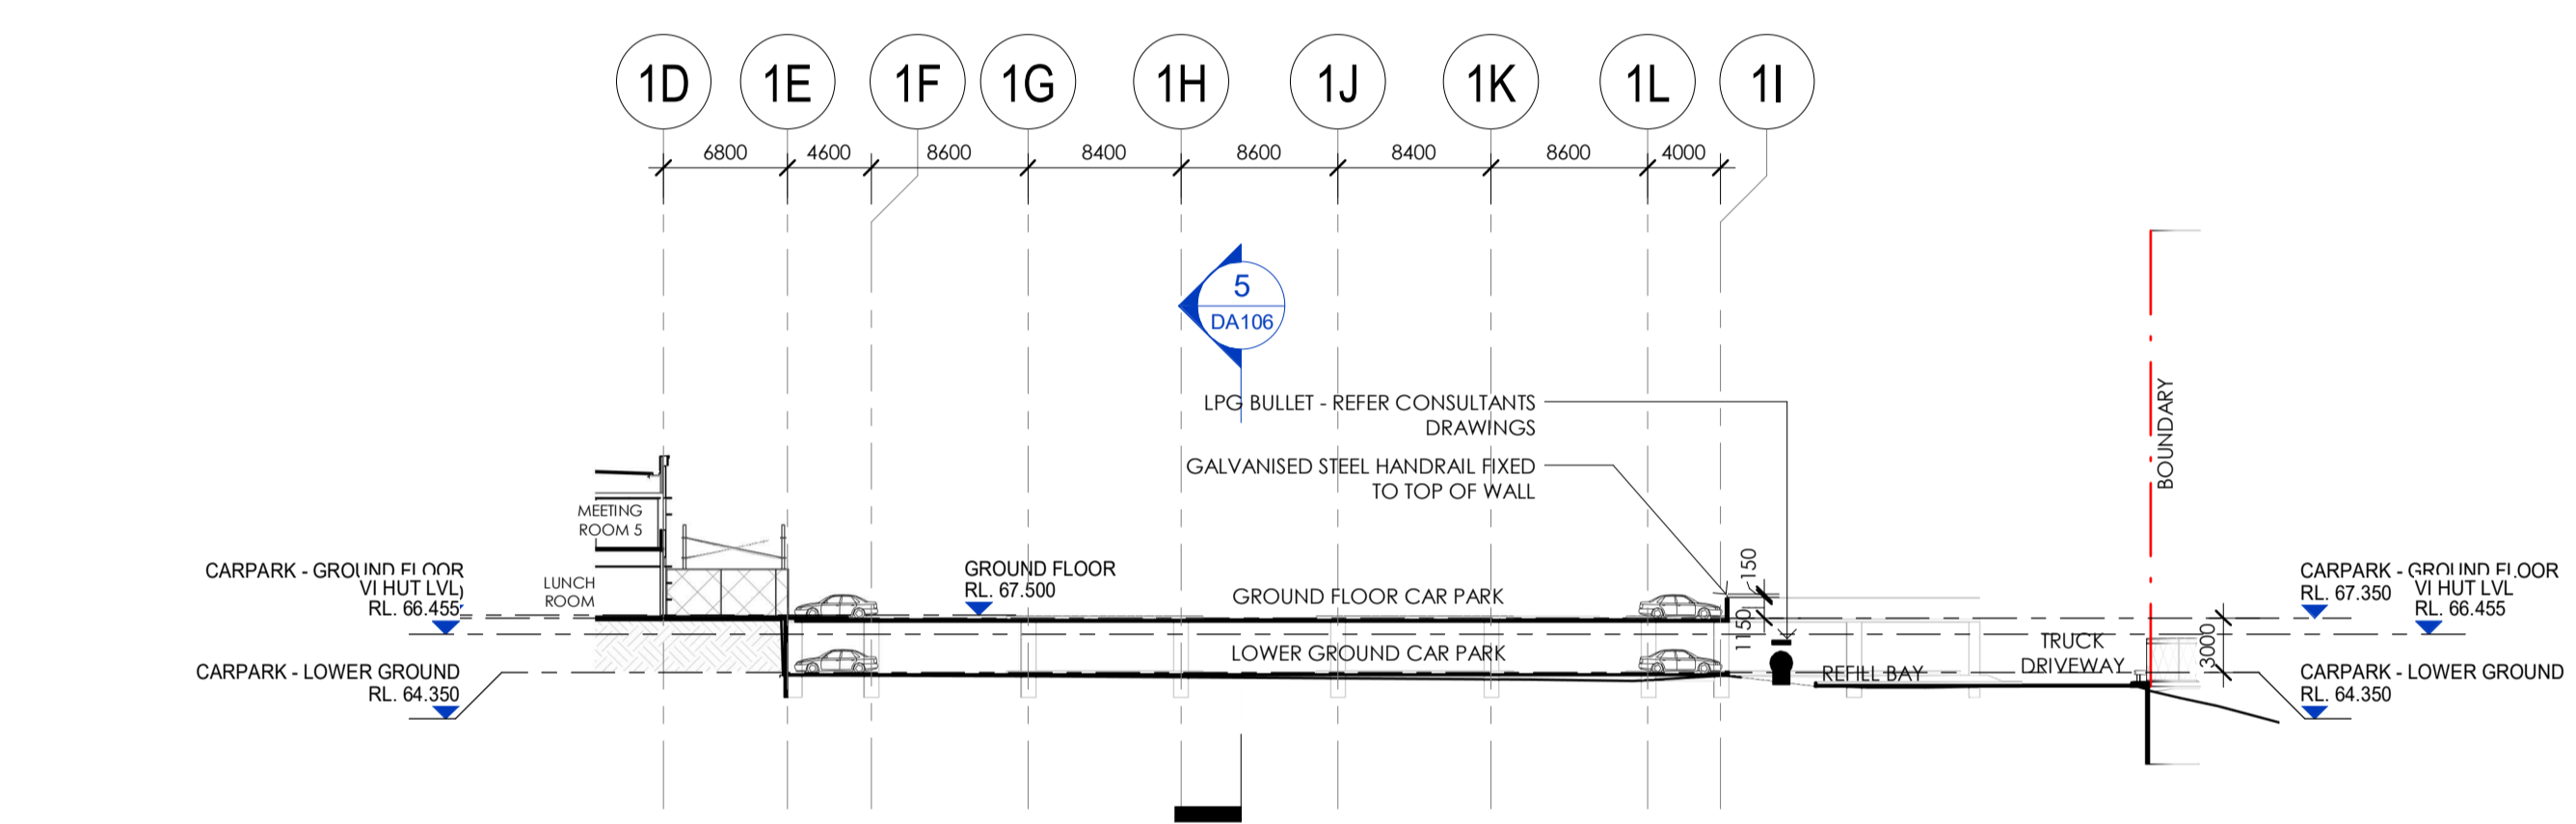 1D 1E 1F 1G 1H 1J 1K 1L 1I
6800 4600 8600 8400 8600 8400 8600 4000
5
DA106
BOUNDARY
LPG BULLET - REFER CONSULTANTS
DRAWINGS
GALVANISED STEEL HANDRAIL FIXED
TO TOP OF WALL
MEETING
ROOM 5
LUNCH
ROOM
CARPARK - GROUND FLOOR
VI HUT LVL
RL. 66.455
CARPARK - LOWER GROUND
RL. 64.350
GROUND FLOOR
RL. 67.500
GROUND FLOOR CAR PARK
LOWER GROUND CAR PARK
150
1150
REFILL BAY
TRUCK
DRIVEWAY
3000
CARPARK - GROUND FLOOR
RL. 67.350
VI HUT LVL
RL. 66.455
CARPARK - LOWER GROUND
RL. 64.350